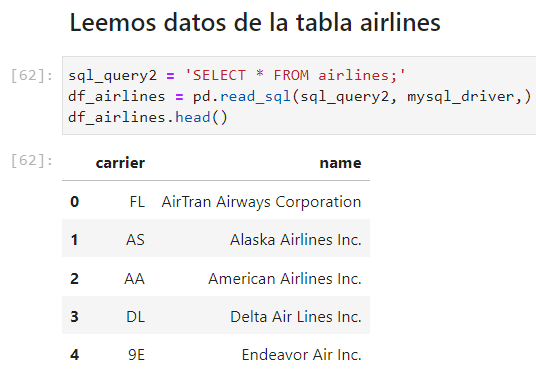 Leemos datos de la tabla airlines
[62]: sql_query2 = 'SELECT * FROM airlines;'
df_airlines = pd.read_sql(sql_query2, mysql_driver,)
df_airlines.head()
[62]: carrier name
0 FL AirTran Airways Corporation
1 AS Alaska Airlines Inc.
2 AA American Airlines Inc.
3 DL Delta Air Lines Inc.
4 9E Endeavor Air Inc.